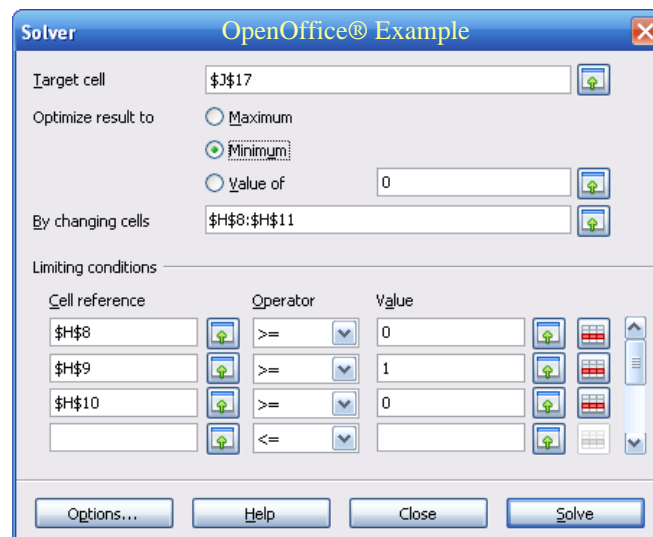 Solver OpenOffice® Example
Target cell $J$17
Optimize result to Maximum
Minimum
Value of 0
By changing cells $H$8:$H$11
Limiting conditions
Cell reference Operator Value
$H$8 >= 0
$H$9 >= 1
$H$10 >= 0
<=
Options... Help Close Solve